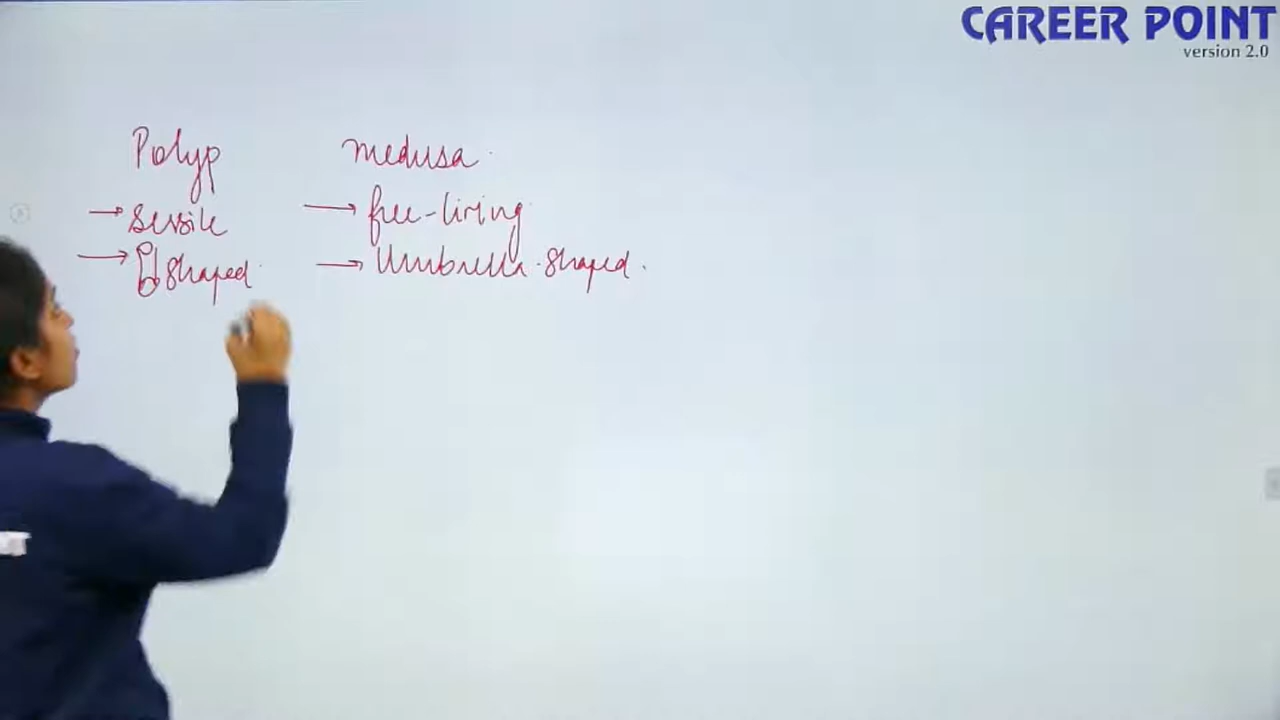 CAREER POINT
version 2.0
Polyp medusa.
→ sessile → free-living
→ shaped. → Umbrella-shaped.